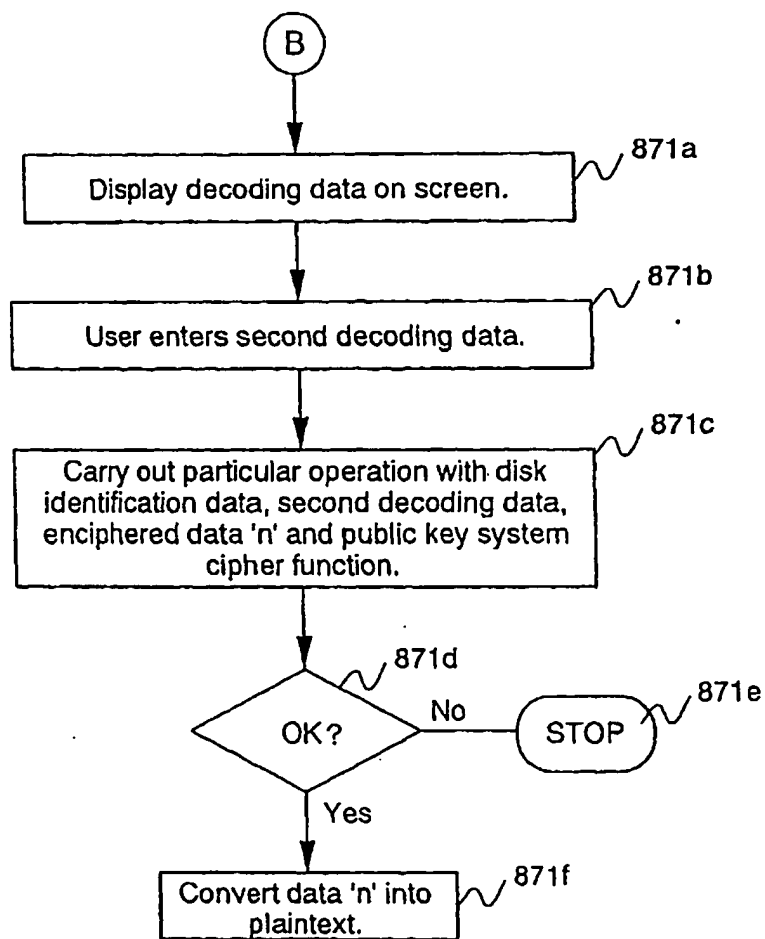 B
871a
Display decoding data on screen.
871b
User enters second decoding data.
871c
Carry out particular operation with disk
identification data, second decoding data,
enciphered data 'n' and public key system
cipher function.
871d
OK?
No
871e
STOP
Yes
871f
Convert data 'n' into
plaintext.